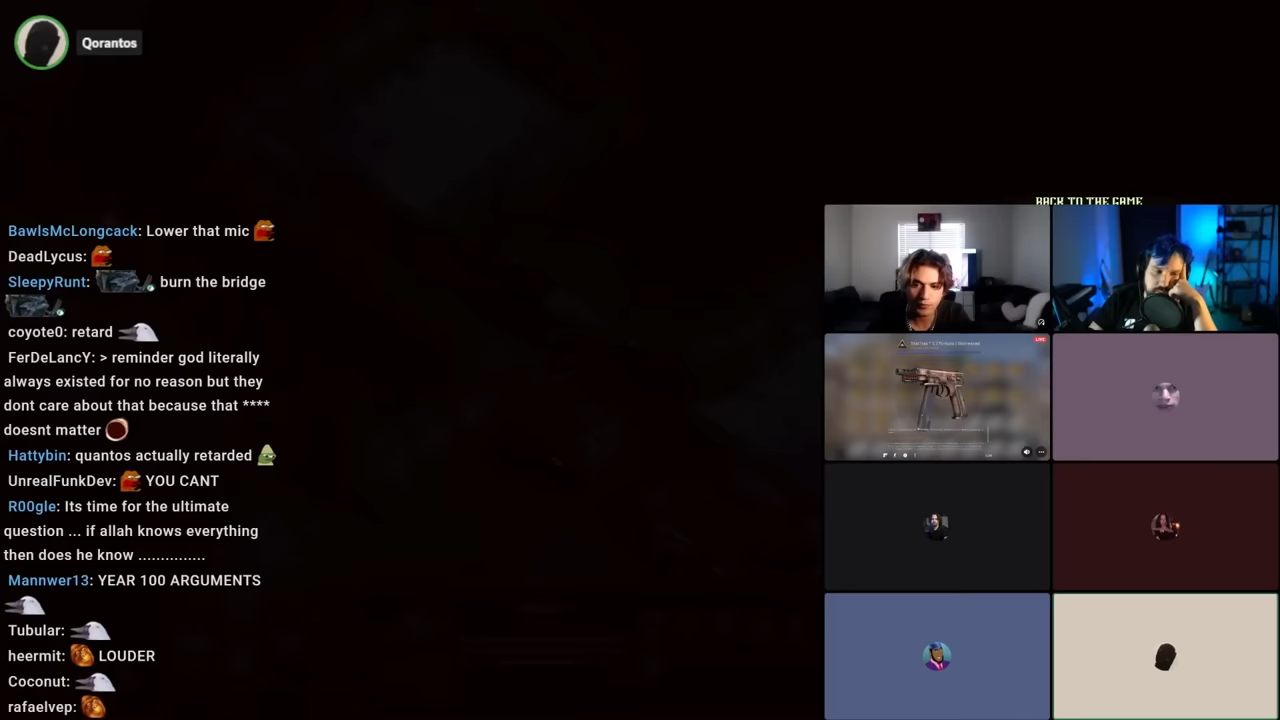 Qorantos
BACK TO THE GAME
BawlsMcLongcack: Lower that mic
DeadLycus:
SleepyRunt: burn the bridge
coyote0: retard
FerDeLancY: > reminder god literally
always existed for no reason but they
dont care about that because that ****
doesnt matter
Hattybin: quantos actually retarded
UnrealFunkDev: YOU CANT
R00gle: Its time for the ultimate
question ... if allah knows everything
then does he know ...............
Mannwer13: YEAR 100 ARGUMENTS
Tubular:
heermit: LOUDER
Coconut:
rafaelvep:
LIVE